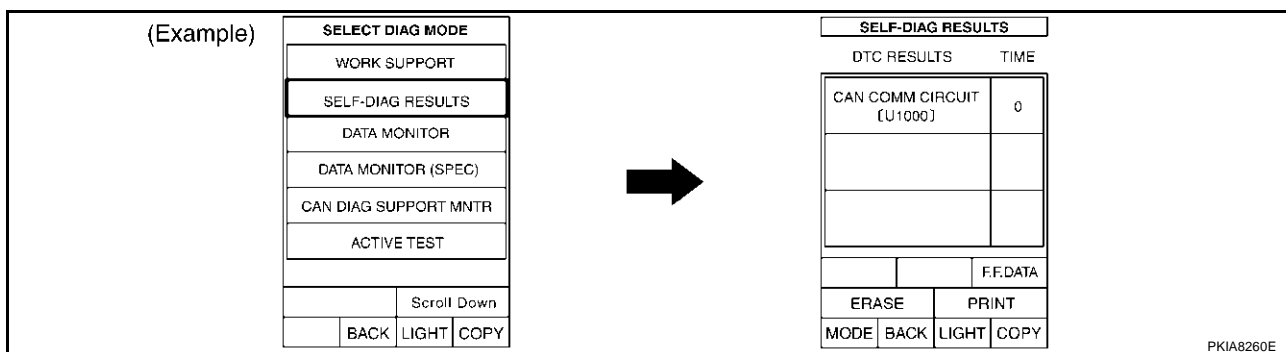 (Example)
SELECT DIAG MODE
WORK SUPPORT
SELF-DIAG RESULTS
DATA MONITOR
DATA MONITOR (SPEC)
CAN DIAG SUPPORT MNTR
ACTIVE TEST
Scroll Down
BACK LIGHT COPY
SELF-DIAG RESULTS
DTC RESULTS TIME
CAN COMM CIRCUIT 0
[U1000]
F.F.DATA
ERASE PRINT
MODE BACK LIGHT COPY
PKIA8260E